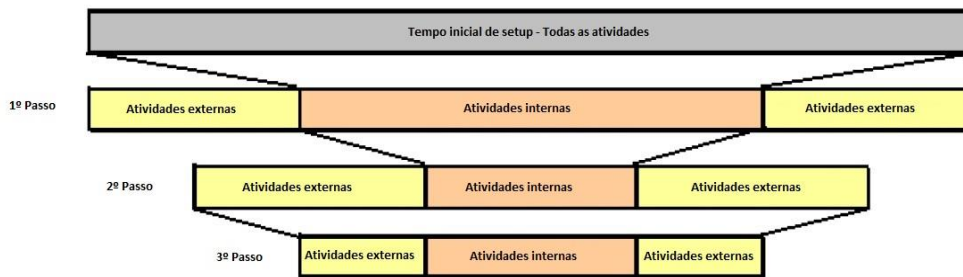 Tempo inicial de setup - Todas as atividades
1º Passo
Atividades externas
Atividades internas
Atividades externas
2º Passo
Atividades externas
Atividades internas
Atividades externas
3º Passo
Atividades externas
Atividades internas
Atividades externas